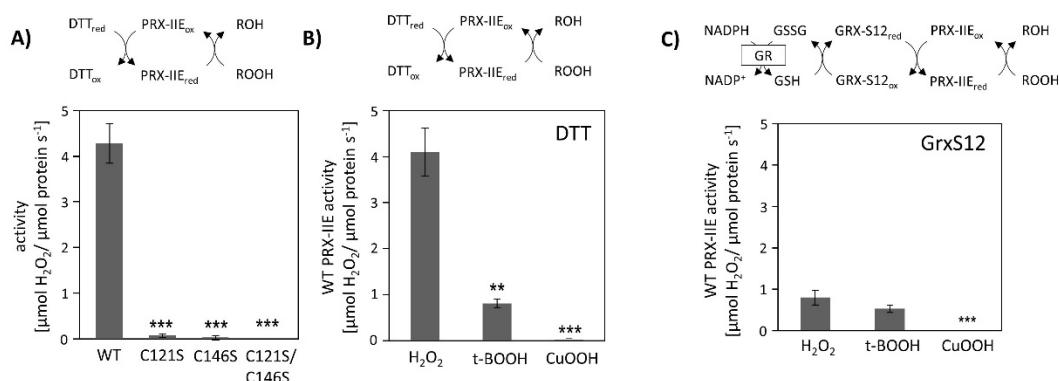 A)
DTTred PRX-IIEox ROH
DTTox PRX-IIEred ROOH
activity
[µmol H2O2/ µmol protein s-1]
5
4
3
2
1
0
*** *** ***
WT C121S C146S C121S/
C146S
B)
DTTred PRX-IIEox ROH
DTTox PRX-IIEred ROOH
WT PRX-IIE activity
[µmol H2O2/ µmol protein s-1]
DTT
5
4
3
2
1
0
** ***
H2O2 t-BOOH CuOOH
C)
NADPH GSSG GRX-S12red PRX-IIEox ROH
GR
NADP+ GSH GRX-S12ox PRX-IIEred ROOH
WT PRX-IIE activity
[µmol H2O2/ µmol protein s-1]
GrxS12
5
4
3
2
1
0
***
H2O2 t-BOOH CuOOH